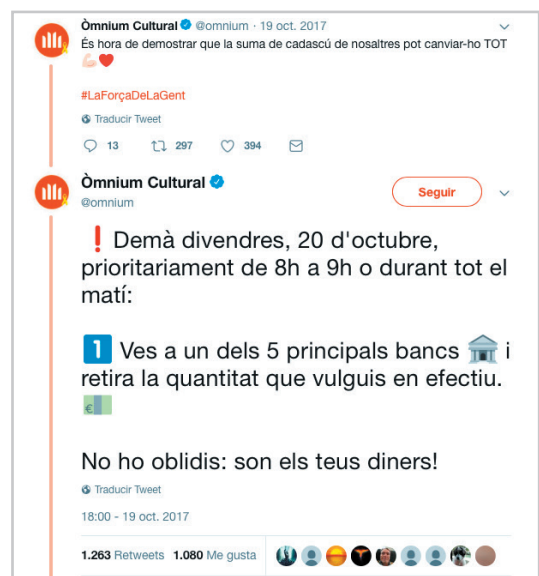 Òmnium Cultural @omnium · 19 oct. 2017
És hora de demostrar que la suma de cadascú de nosaltres pot canviar-ho TOT
💪🏻❤️
#LaForçaDeLaGent
Traducir Tweet
13 297 394
Òmnium Cultural
Seguir
@omnium
❗Demà divendres, 20 d'octubre,
prioritariament de 8h a 9h o durant tot el
matí:
1️⃣ Ves a un dels 5 principals bancs 🏛️ i
retira la quantitat que vulguis en efectiu.
💶
No ho oblidis: son els teus diners!
Traducir Tweet
18:00 - 19 oct. 2017
1.263 Retweets 1.080 Me gusta